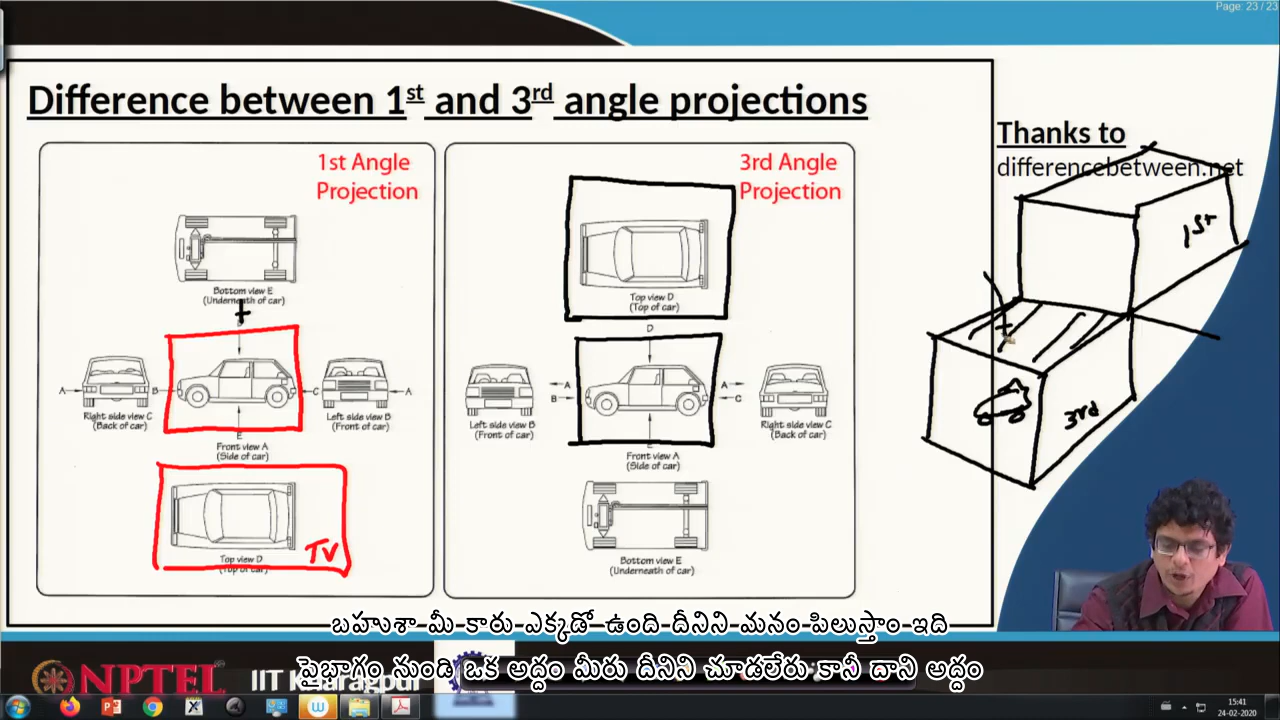 Page: 23 / 23
Difference between 1st and 3rd angle projections
1st Angle
Projection
Bottom view E
(Underneath of car)
A
B
C
A
Right side view C
(Back of car)
Left side view B
(Front of car)
E
Front view A
(Side of car)
Top view D
(Top of car)
TV
3rd Angle
Projection
Top view D
(Top of car)
D
A
B
A
C
Left side view B
(Front of car)
Right side view C
(Back of car)
E
Front view A
(Side of car)
Bottom view E
(Underneath of car)
Thanks to
differencebetween.net
1st
3rd
బహుశా మీ కారు ఎక్కడో ఉంది దీనిని మనం పిలుస్తాం ఇది
పైభాగం నుండి ఒక అద్దం మీరు దీనిని చూడలేరు కానీ దాని అద్దం
NPTEL
IIT Kharagpur
15:41
24-02-2020